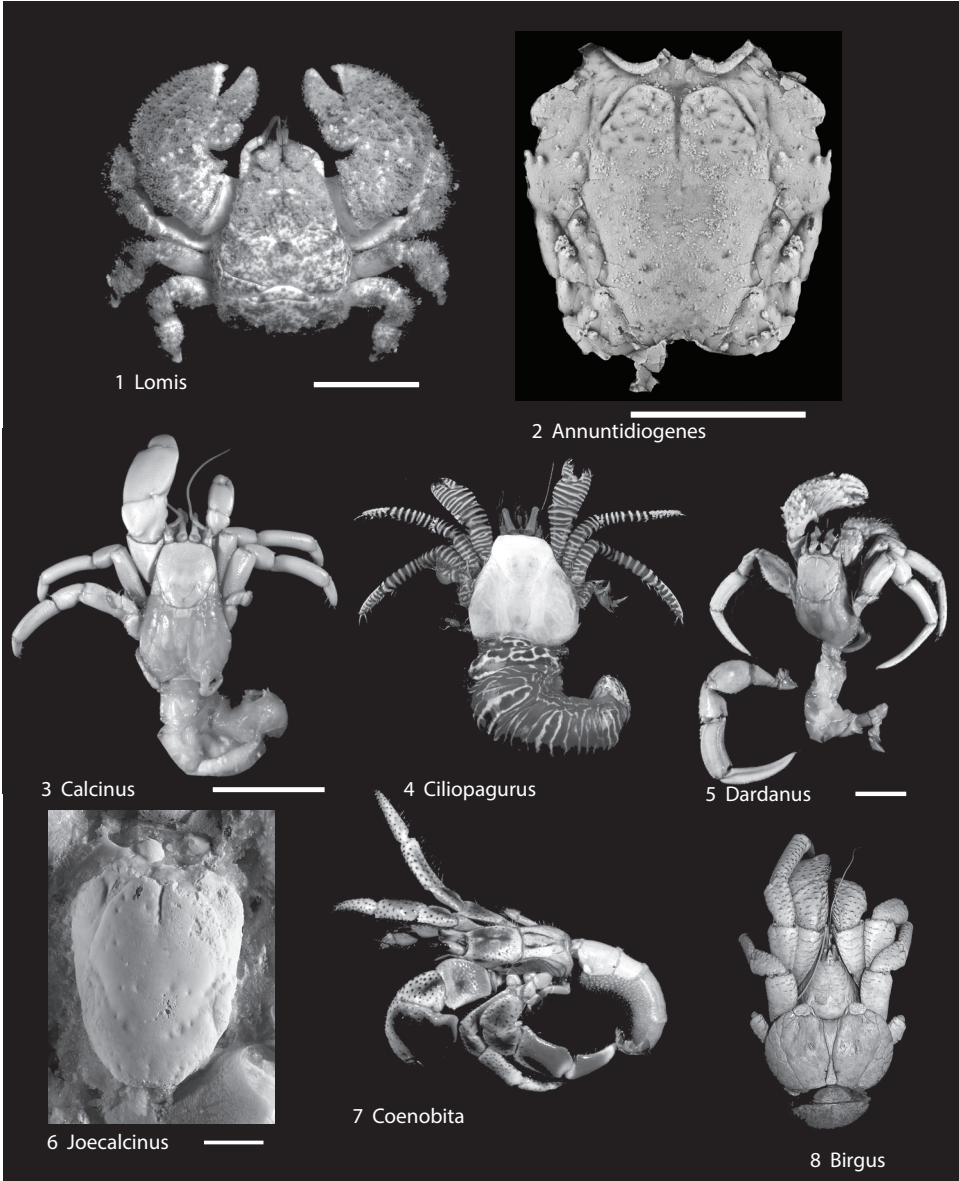 1 Lomis
2 Annuntidiogenes
3 Calcinus
4 Ciliopagurus
5 Dardanus
6 Joecalcinus
7 Coenobita
8 Birgus